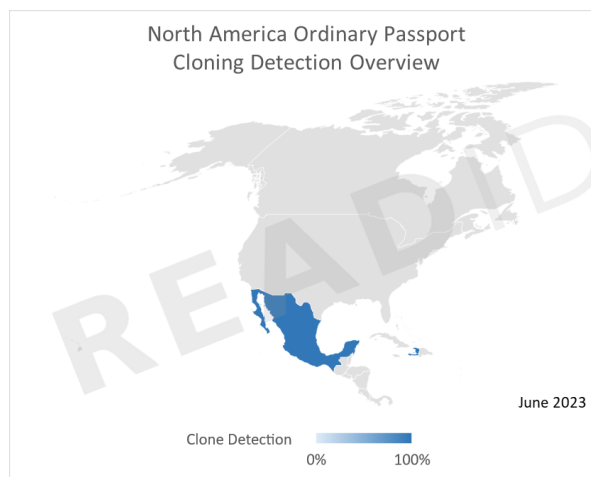 North America Ordinary Passport
Cloning Detection Overview
READID
June 2023
Clone Detection
0%
100%